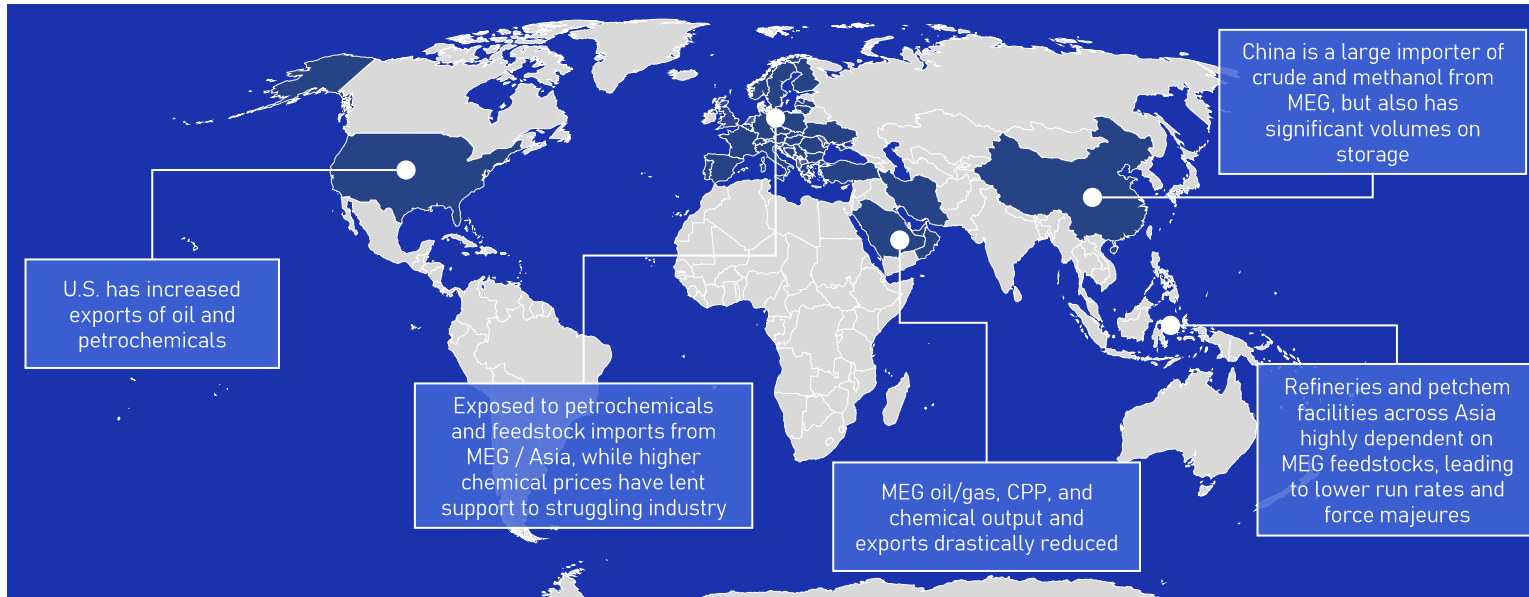 China is a large importer of
crude and methanol from
MEG, but also has
significant volumes on
storage
U.S. has increased
exports of oil and
petrochemicals
Exposed to petrochemicals
and feedstock imports from
MEG / Asia, while higher
chemical prices have lent
support to struggling industry
MEG oil/gas, CPP, and
chemical output and
exports drastically reduced
Refineries and petchem
facilities across Asia
highly dependent on
MEG feedstocks, leading
to lower run rates and
force majeures